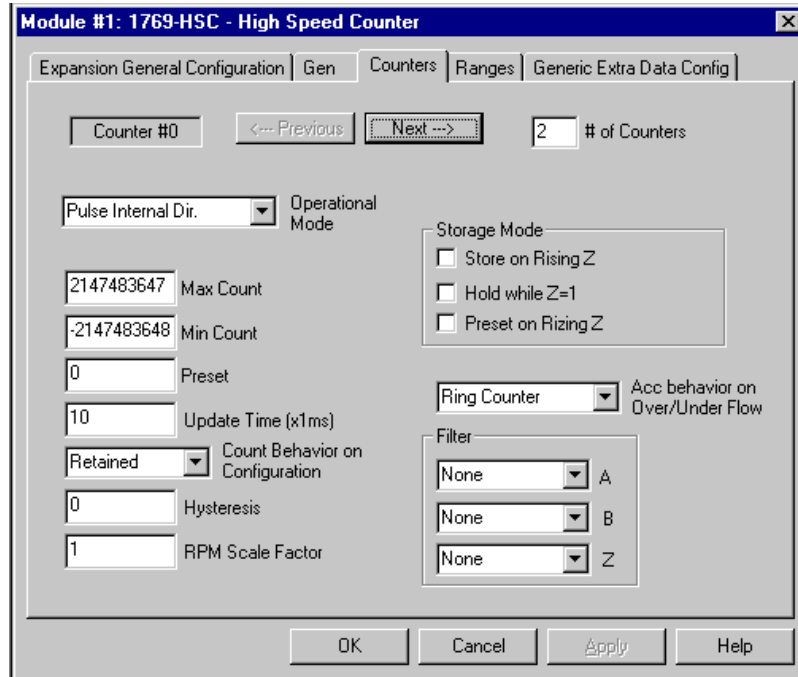 Module #1: 1769-HSC - High Speed Counter
Expansion General Configuration Gen Counters Ranges Generic Extra Data Config
Counter #0 <--- Previous Next ---> 2 # of Counters
Pulse Internal Dir. Operational
Mode
2147483647 Max Count
-2147483648 Min Count
0 Preset
10 Update Time (x1ms)
Retained Count Behavior on
Configuration
0 Hysteresis
1 RPM Scale Factor
Storage Mode
Store on Rising Z
Hold while Z=1
Preset on Rizing Z
Ring Counter Acc behavior on
Over/Under Flow
Filter
None A
None B
None Z
OK Cancel Apply Help